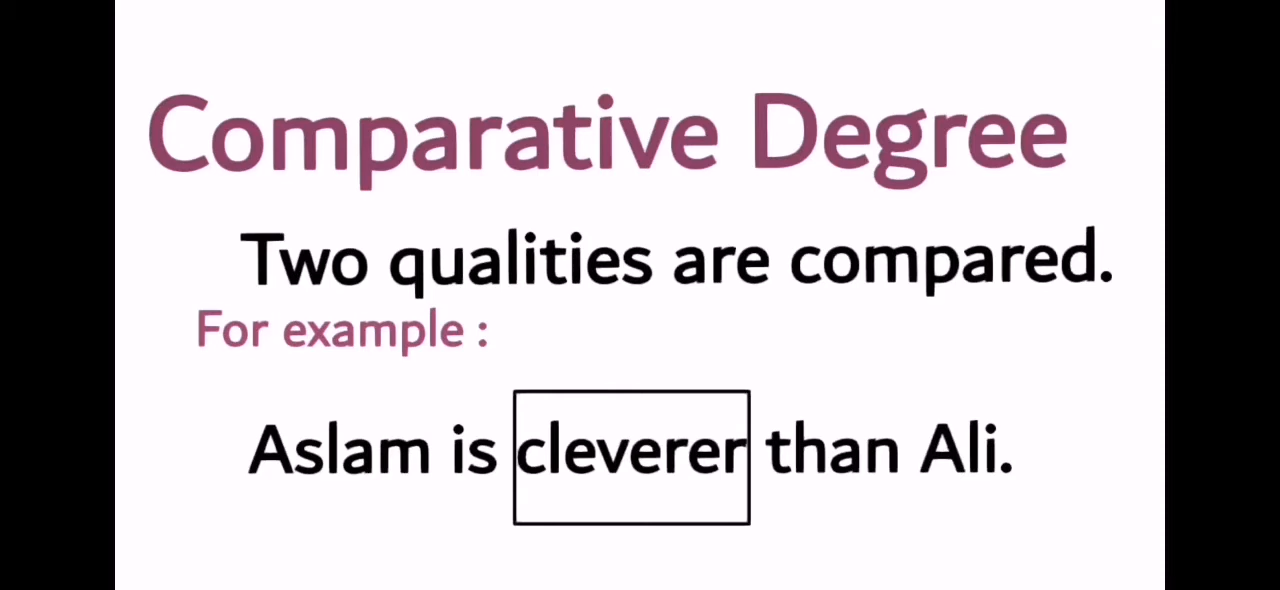 Comparative Degree
Two qualities are compared.
For example :
Aslam is cleverer than Ali.